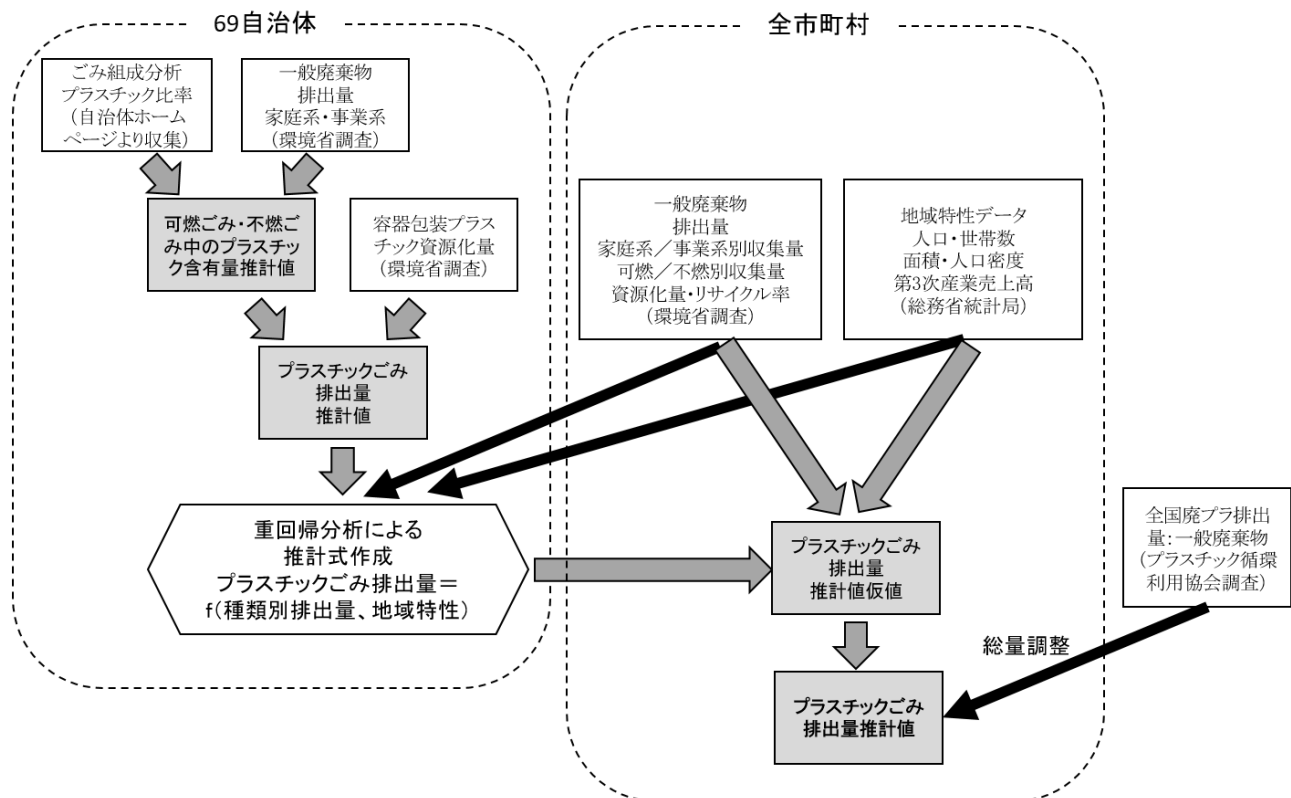 69自治体
ごみ組成分析
プラスチック比率
(自治体ホーム
ページより収集)
一般廃棄物
排出量
家庭系・事業系
(環境省調査)
可燃ごみ・不燃ご
み中のプラスチッ
ク含有量推計値
容器包装プラス
チック資源化量
(環境省調査)
プラスチックごみ
排出量
推計値
重回帰分析による
推計式作成
プラスチックごみ排出量＝
f(種類別排出量、地域特性)
全市町村
一般廃棄物
排出量
家庭系／事業系別収集量
可燃／不燃別収集量
資源化量・リサイクル率
(環境省調査)
地域特性データ
人口・世帯数
面積・人口密度
第3次産業売上高
(総務省統計局)
プラスチックごみ
排出量
推計値仮値
プラスチックごみ
排出量推計値
全国廃プラ排出
量：一般廃棄物
(プラスチック循環
利用協会調査)
総量調整